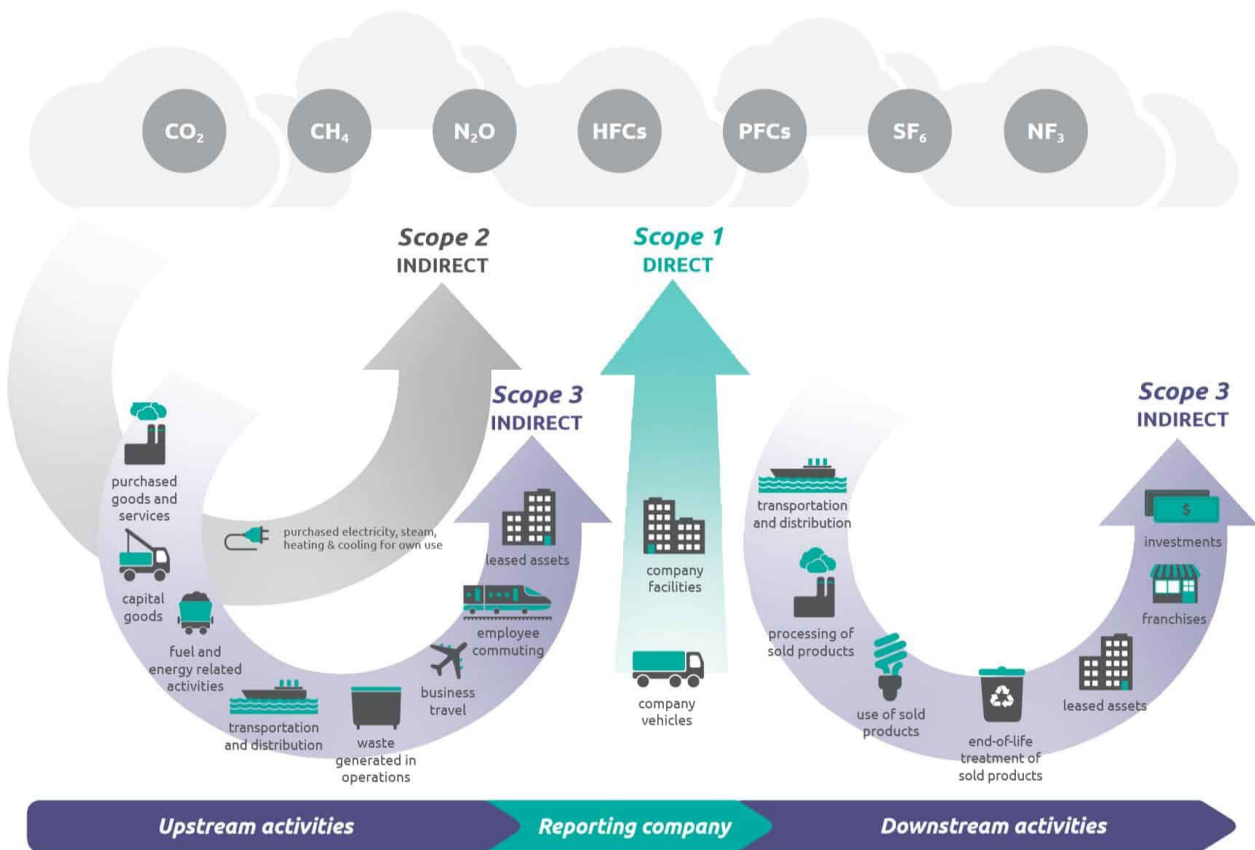 CO₂
CH₄
N₂O
HFCs
PFCs
SF₆
NF₃
Scope 2
INDIRECT
Scope 1
DIRECT
Scope 3
INDIRECT
Scope 3
INDIRECT
purchased
goods and
services
capital
goods
fuel and
energy related
activities
transportation
and distribution
waste
generated in
operations
business
travel
employee
commuting
leased assets
purchased electricity, steam,
heating & cooling for own use
company
facilities
company
vehicles
transportation
and distribution
processing of
sold products
use of sold
products
end-of-life
treatment of
sold products
leased assets
franchises
$
investments
Upstream activities
Reporting company
Downstream activities